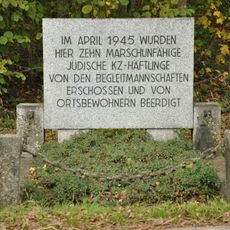 IM APRIL 1945 WURDEN
HIER ZEHN MARSCHUNFÄHIGE
JÜDISCHE KZ-HÄFTLINGE
VON DEN BEGLEITMANNSCHAFTEN
ERSCHOSSEN UND VON
ORTSBEWOHNERN BEERDIGT